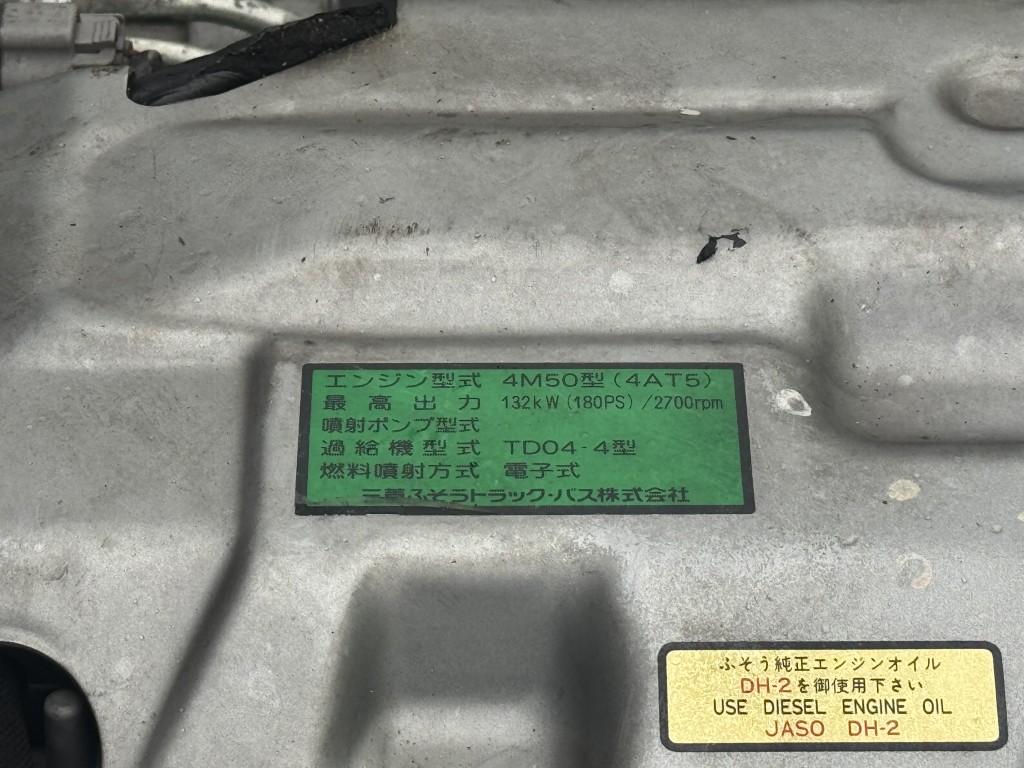 エンジン型式 4M50型(4AT5)
最高出力 132kW(180PS)/2700rpm
噴射ポンプ型式
過給機型式 TD04-4型
燃料噴射方式 電子式
三菱ふそうトラック・バス株式会社
ふそう純正エンジンオイル
DH-2を御使用下さい
USE DIESEL ENGINE OIL
JASO DH-2